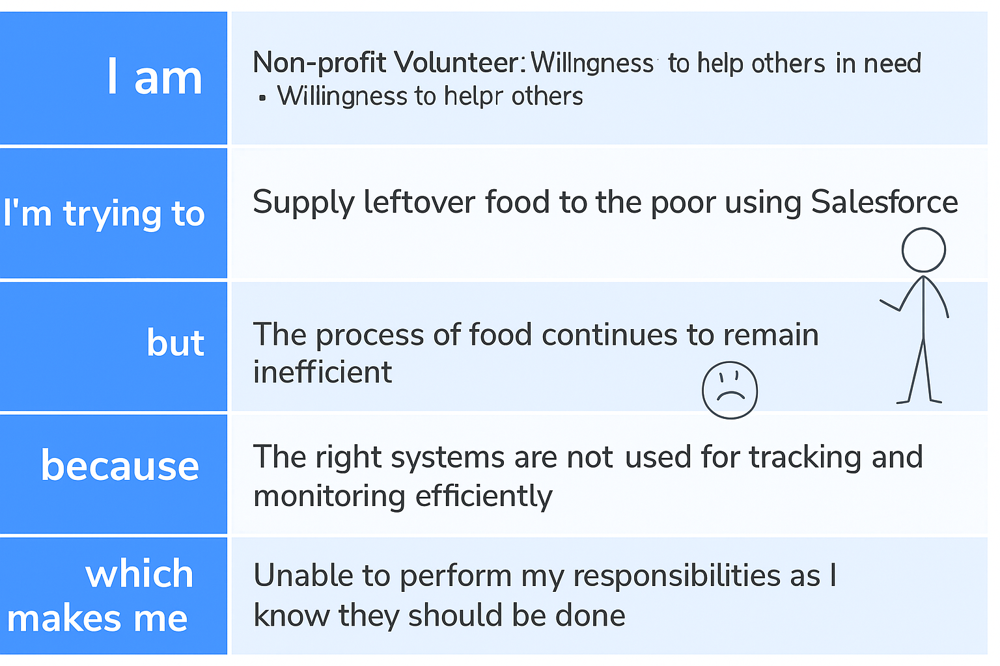 I am
Non-profit Volunteer: Willngness to help others in need
▪ Willingness to helpr others
I'm trying to
Supply leftover food to the poor using Salesforce
but
The process of food continues to remain
inefficient
because
The right systems are not used for tracking and
monitoring efficiently
which
makes me
Unable to perform my responsibilities as I
know they should be done